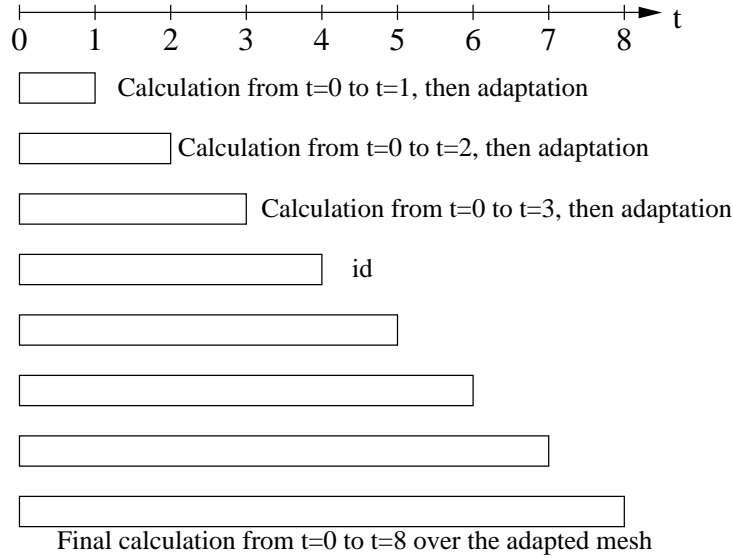 t
0 1 2 3 4 5 6 7 8
Calculation from t=0 to t=1, then adaptation
Calculation from t=0 to t=2, then adaptation
Calculation from t=0 to t=3, then adaptation
id
Final calculation from t=0 to t=8 over the adapted mesh